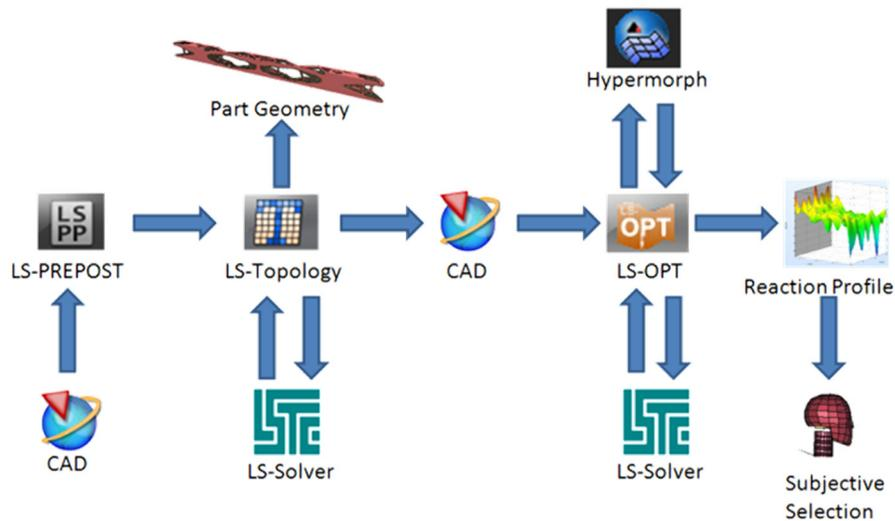 Hypermorph
Part Geometry
LS
PP
LS-
OPT
LS-PREPOST
LS-Topology
CAD
LS-OPT
Reaction Profile
CAD
LS-Solver
LS-Solver
Subjective
Selection